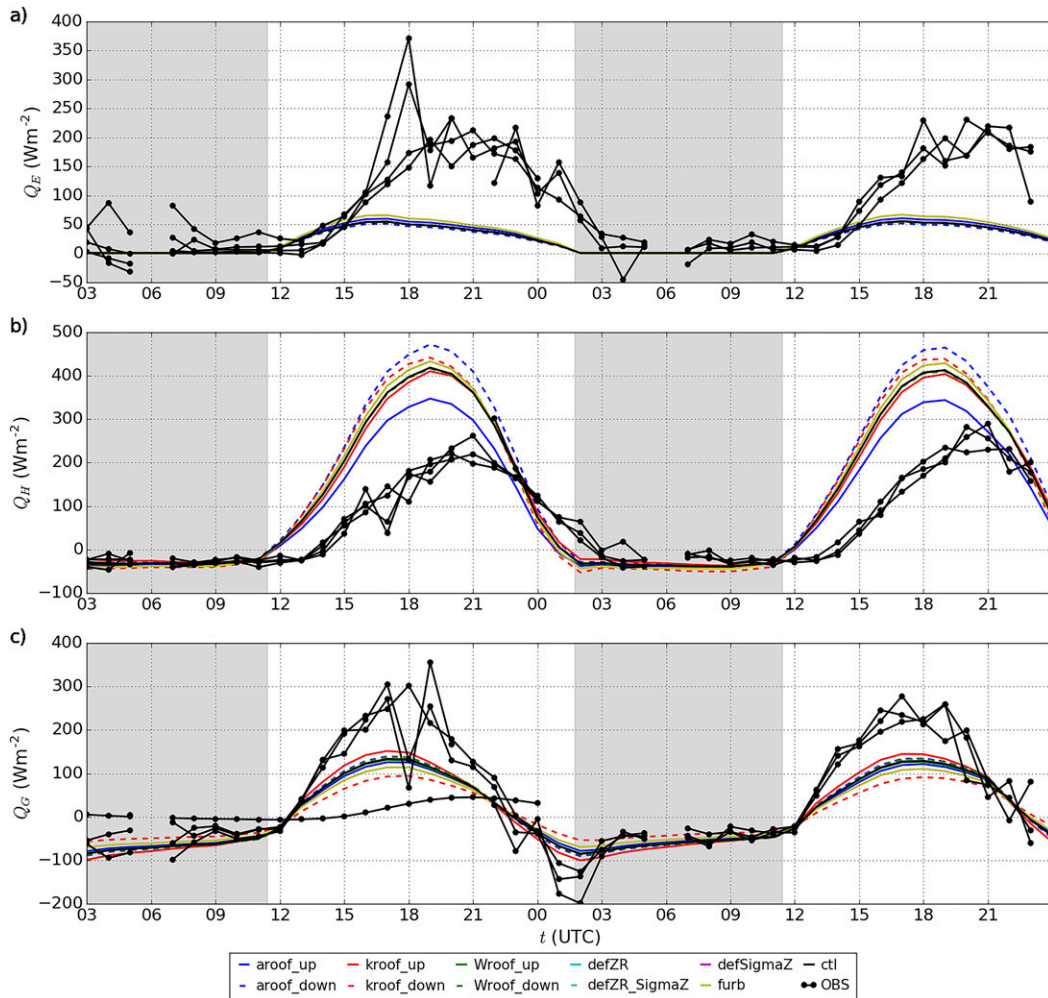 a)
400
350
300
250
200
150
100
50
0
−50
Q_E (Wm⁻²)
03 06 09 12 15 18 21 00 03 06 09 12 15 18 21
b)
500
400
300
200
100
0
−100
Q_H (Wm⁻²)
03 06 09 12 15 18 21 00 03 06 09 12 15 18 21
c)
400
300
200
100
0
−100
−200
Q_G (Wm⁻²)
03 06 09 12 15 18 21 00 03 06 09 12 15 18 21
t (UTC)
aroof_up kroof_up Wroof_up defZR defSigmaZ ctl
aroof_down kroof_down Wroof_down defZR_SigmaZ furb OBS